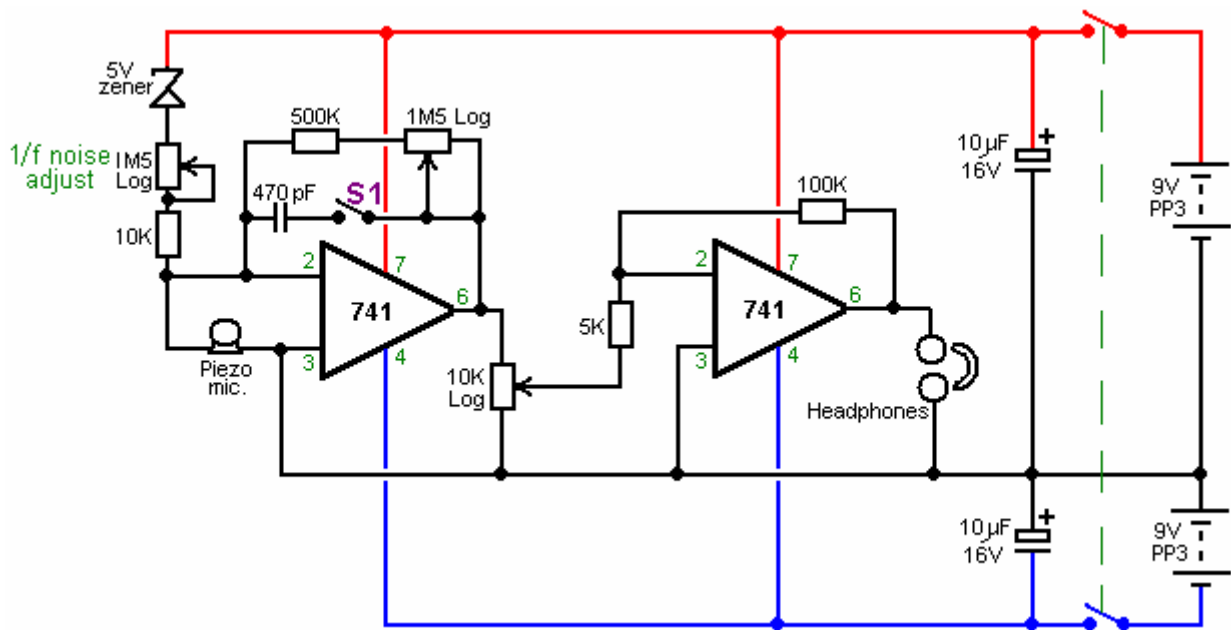 5V
zener
1/f noise
adjust
1M5
Log
10K
500K
1M5 Log
470 pF
S1
2
7
741
6
3
4
Piezo
mic.
10K
Log
5K
100K
2
7
741
6
3
4
Headphones
10µF
16V
+
9V
PP3
10µF
16V
+
9V
PP3